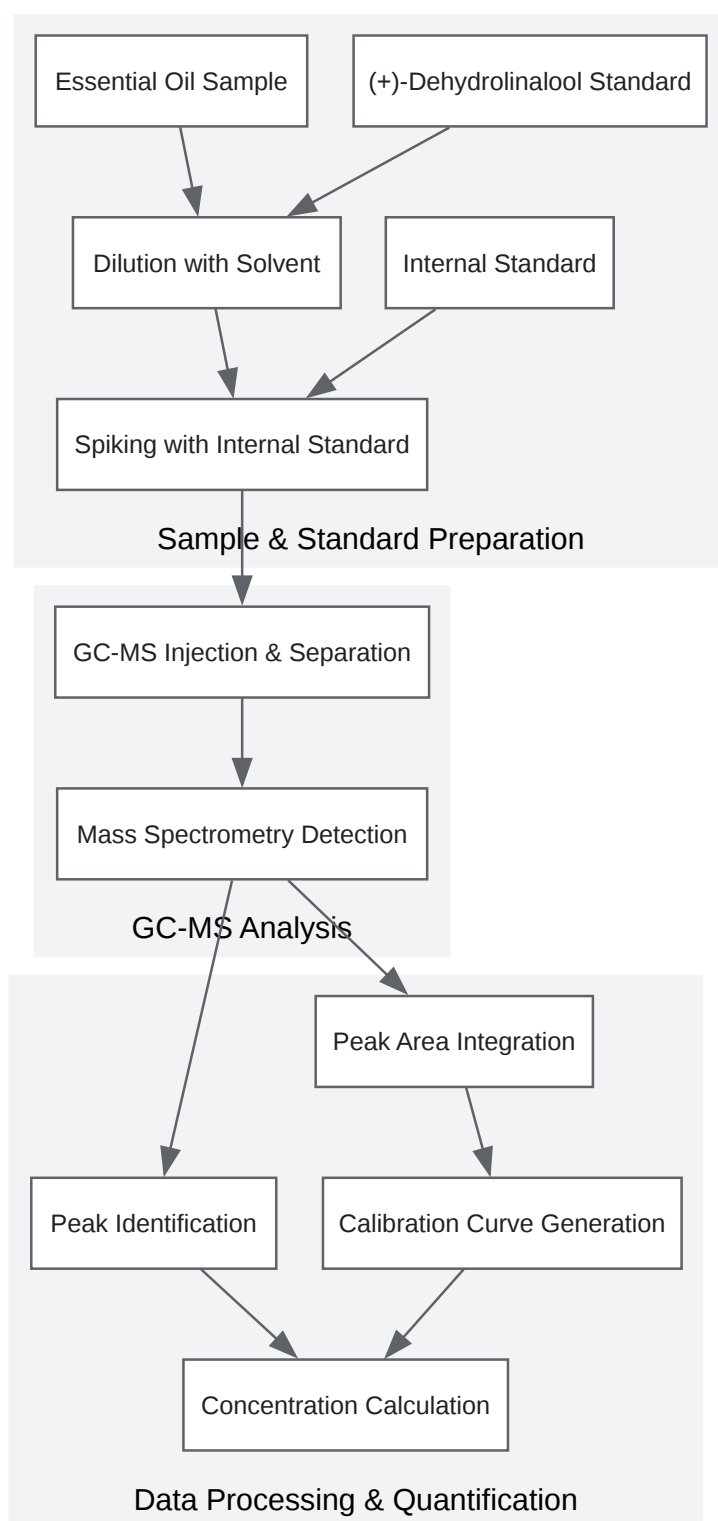 Essential Oil Sample
(+)-Dehydrolinalool Standard
Dilution with Solvent
Internal Standard
Spiking with Internal Standard
Sample & Standard Preparation
GC-MS Injection & Separation
Mass Spectrometry Detection
GC-MS Analysis
Peak Area Integration
Peak Identification
Calibration Curve Generation
Concentration Calculation
Data Processing & Quantification